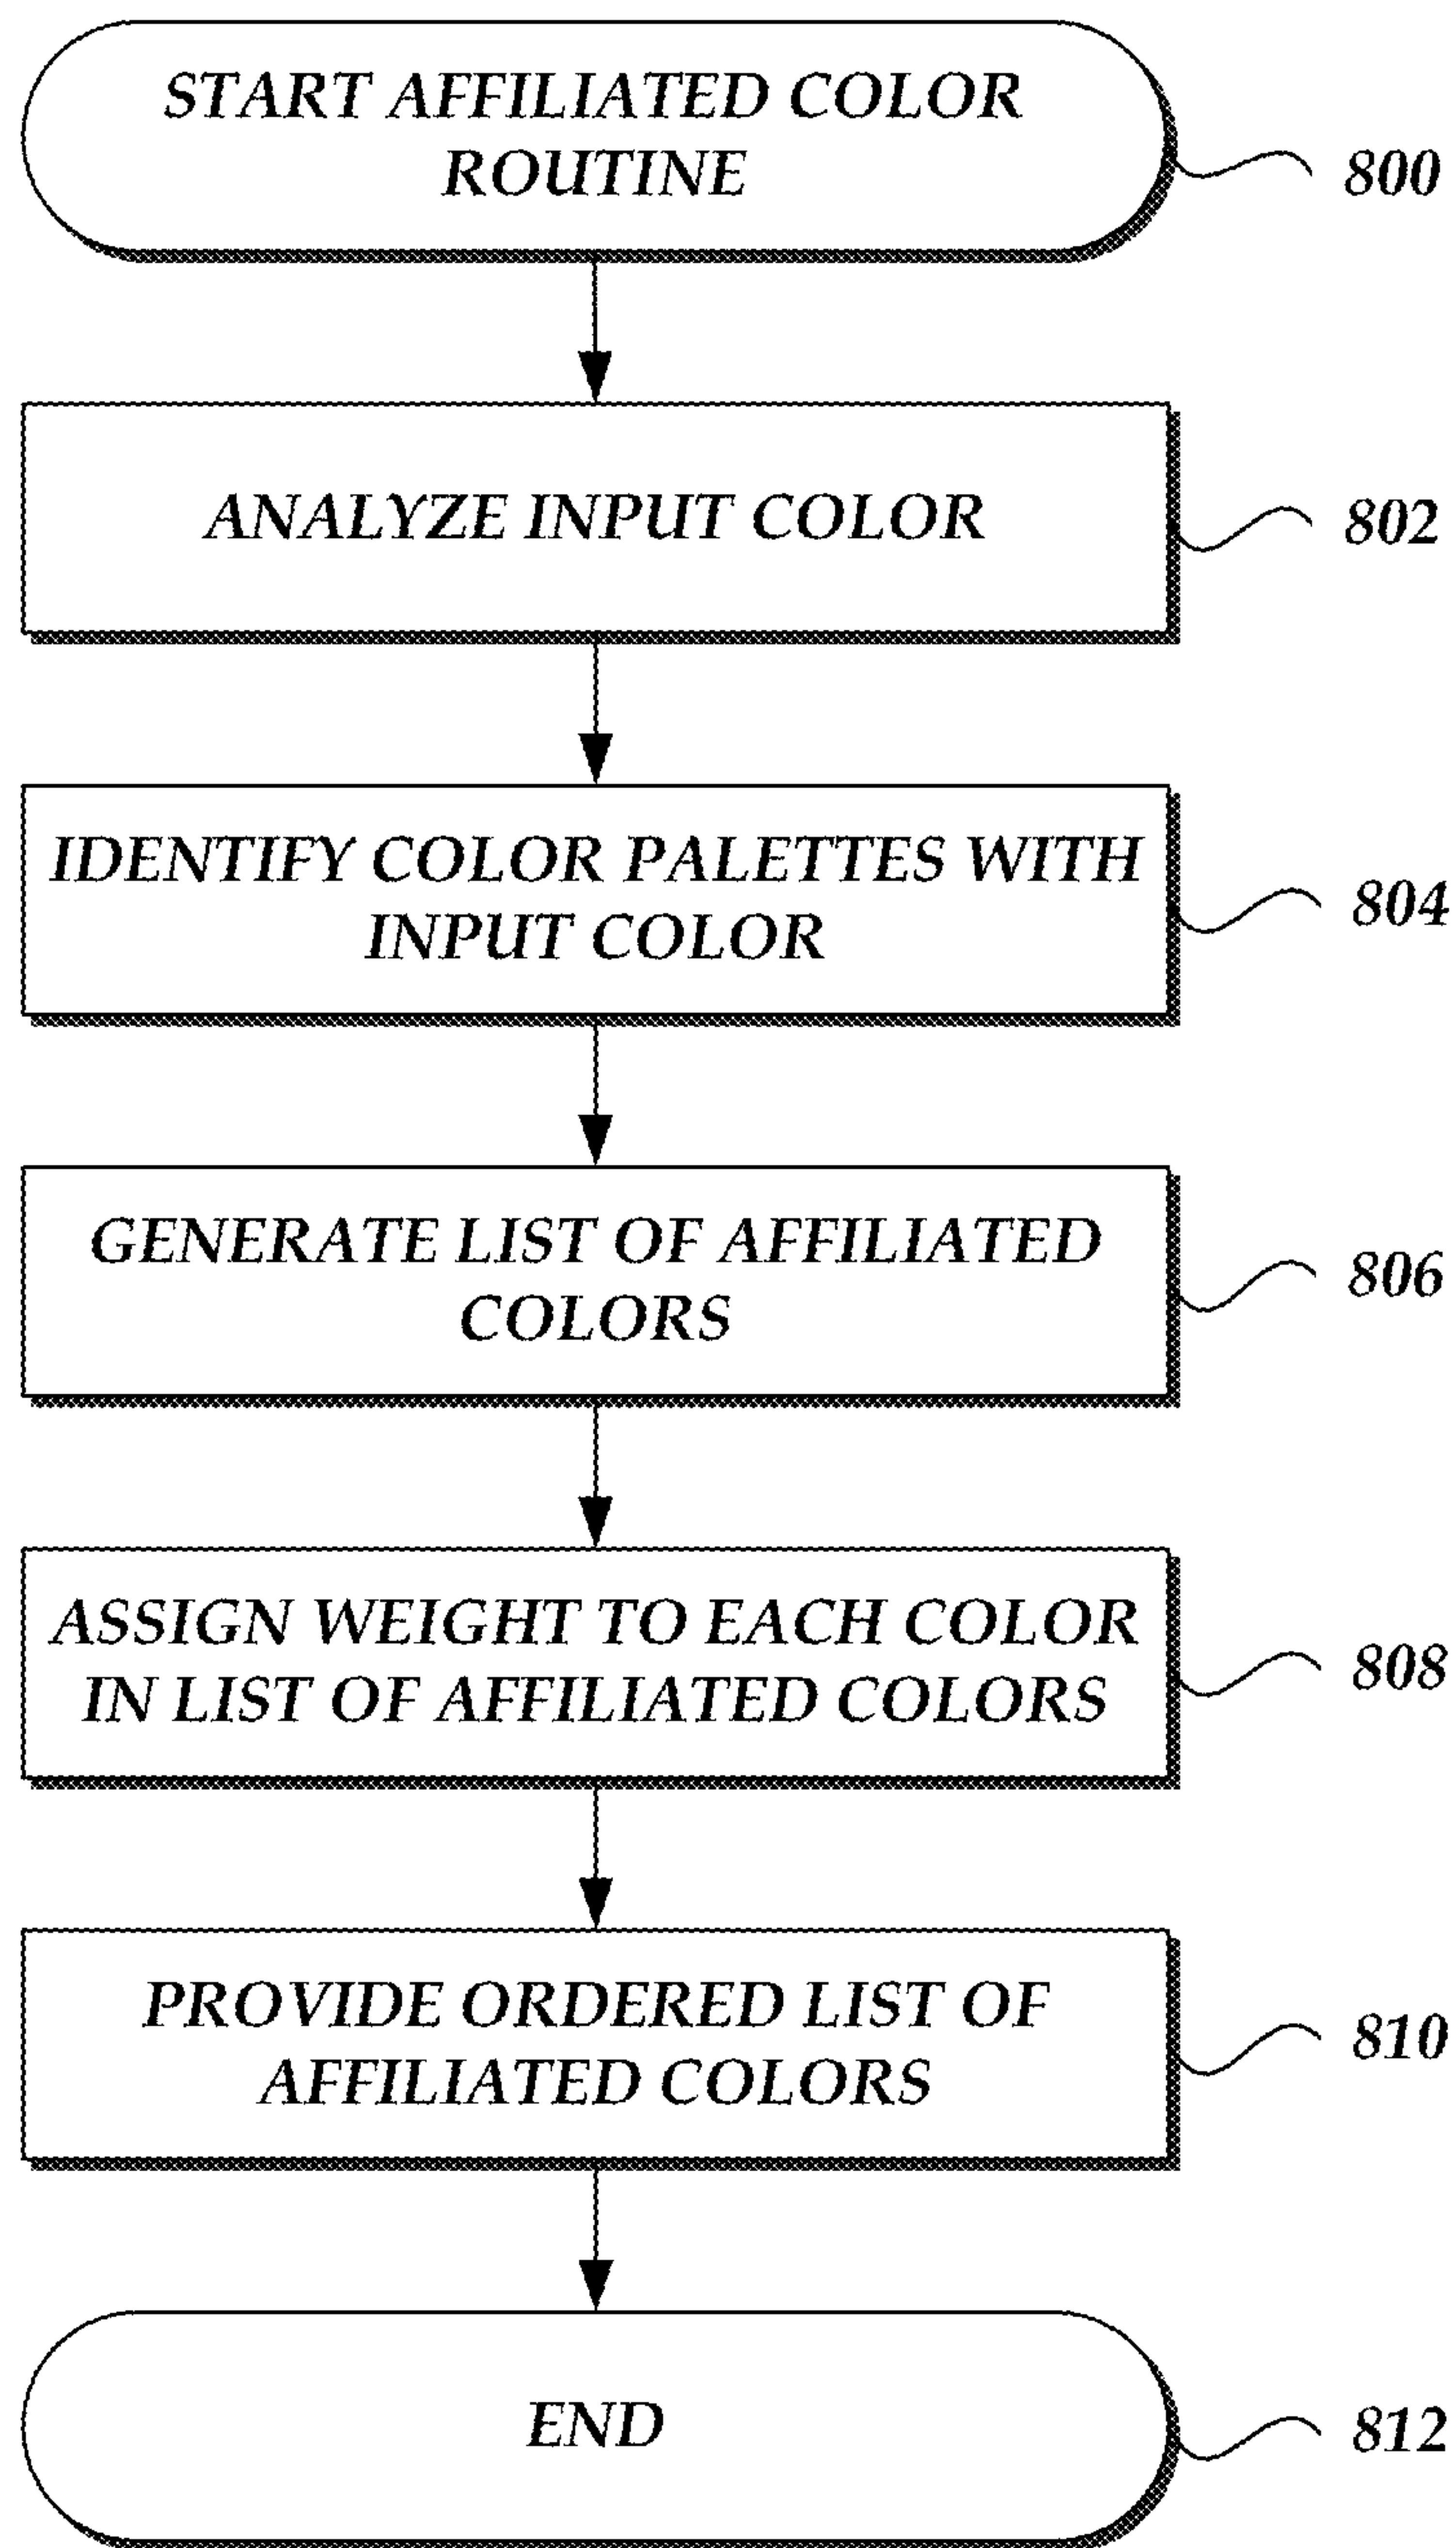 START AFFILIATED COLOR
ROUTINE
800
ANALYZE INPUT COLOR
802
IDENTIFY COLOR PALETTES WITH
INPUT COLOR
804
GENERATE LIST OF AFFILIATED
COLORS
806
ASSIGN WEIGHT TO EACH COLOR
IN LIST OF AFFILIATED COLORS
808
PROVIDE ORDERED LIST OF
AFFILIATED COLORS
810
END
812